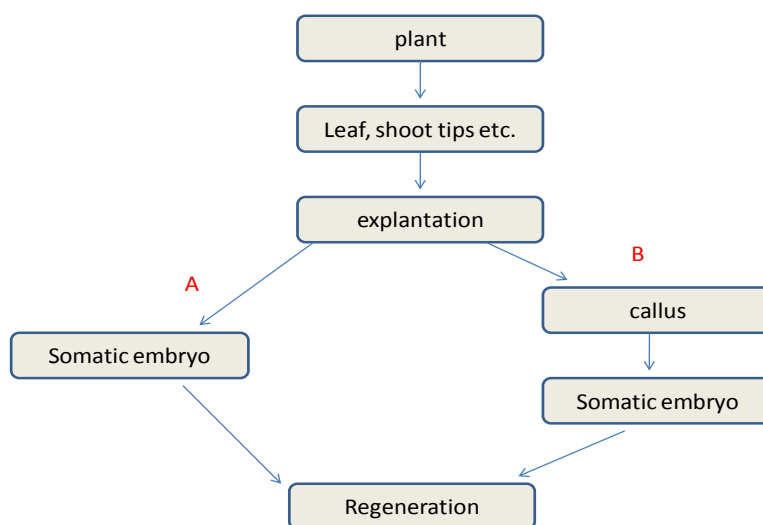 plant
Leaf, shoot tips etc.
explantation
A
B
callus
Somatic embryo
Somatic embryo
Regeneration